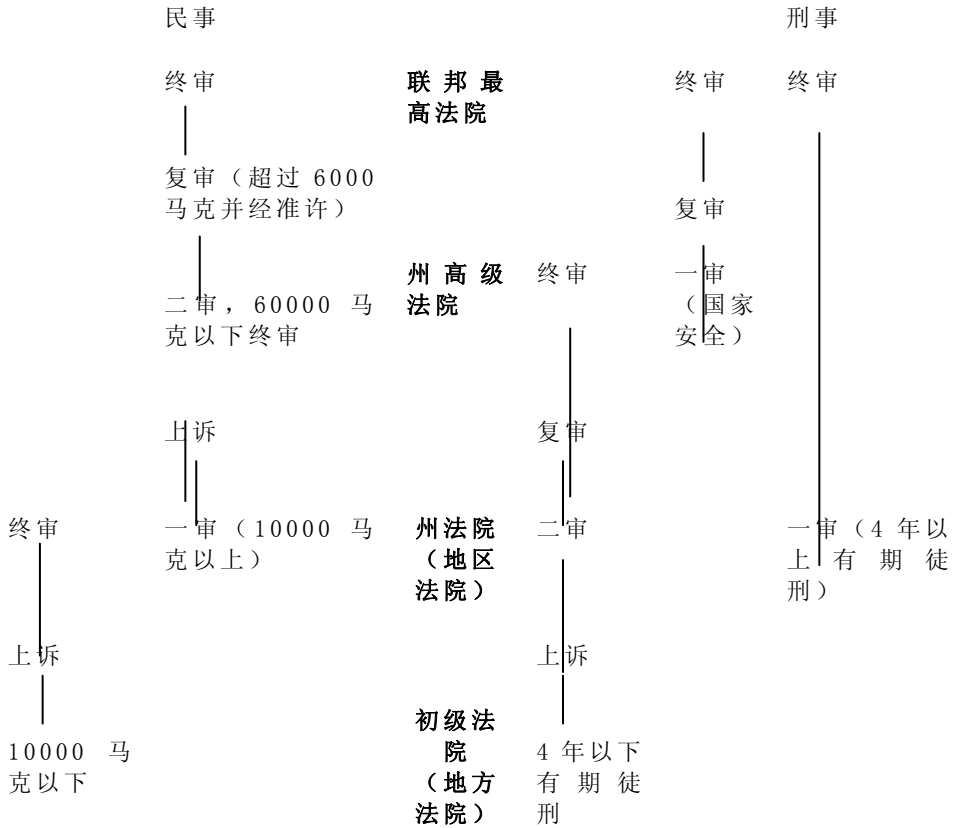 民事 刑事
终审 联邦最 终审 终审
高法院
复审（超过 6000
马克并经准许） 复审
州高级 终审 一审
二审，60000 马 法院 （国家
克以下终审 安全）
上诉 复审
终审 一审（10000 马 州法院 二审 一审（4 年以
克以上） （地区 上有期徒
法院） 刑）
上诉 上诉
初级法
10000 马 院 4 年以下
克以下 （地方 有期徒
法院） 刑